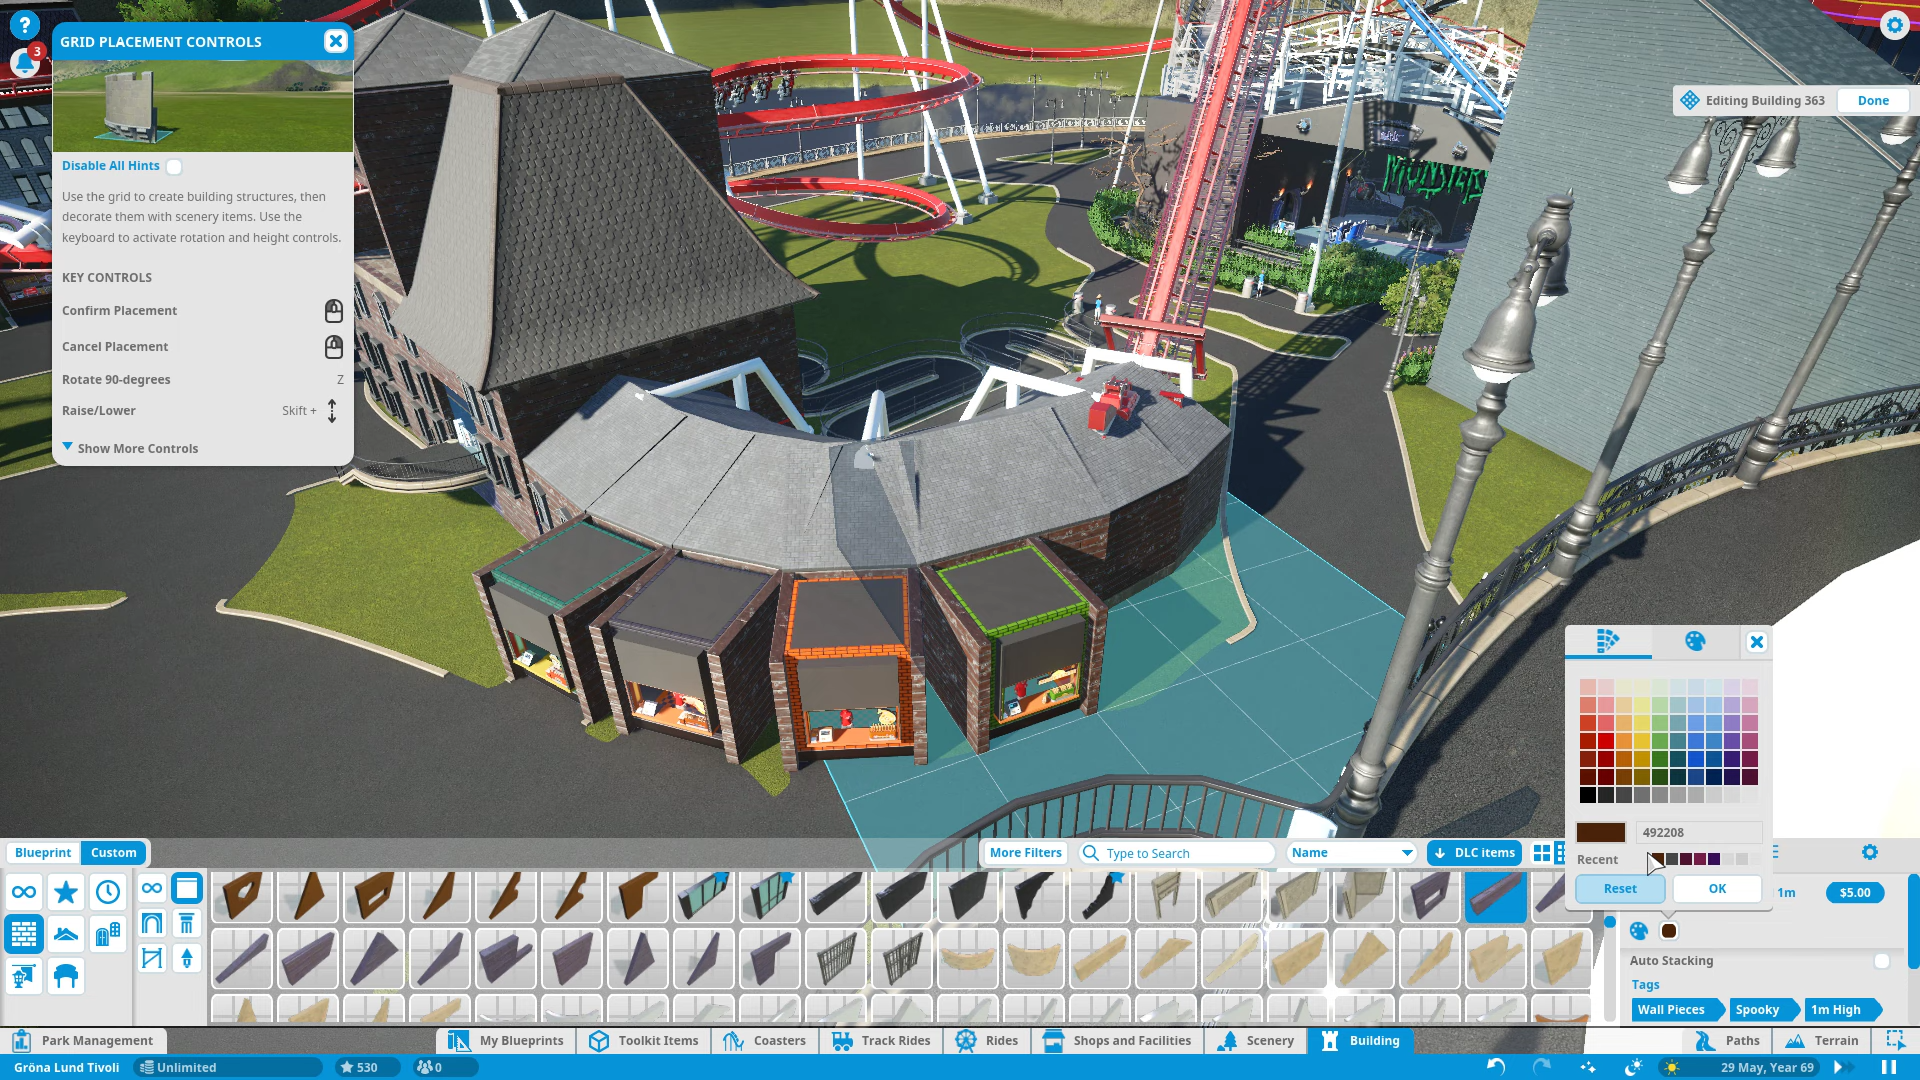 ?
3
GRID PLACEMENT CONTROLS
Disable All Hints
Use the grid to create building structures, then
decorate them with scenery items. Use the
keyboard to activate rotation and height controls.
KEY CONTROLS
Confirm Placement
Cancel Placement
Rotate 90-degrees Z
Raise/Lower Skift +
Show More Controls
Editing Building 363 Done
492208
Recent
Reset OK
1m $5.00
Auto Stacking
Tags
Wall Pieces Spooky 1m High
Blueprint Custom
More Filters Type to Search Name DLC items
Park Management My Blueprints Toolkit Items Coasters Track Rides Rides Shops and Facilities Scenery Building Paths Terrain
Gröna Lund Tivoli Unlimited 530 0 29 May, Year 69